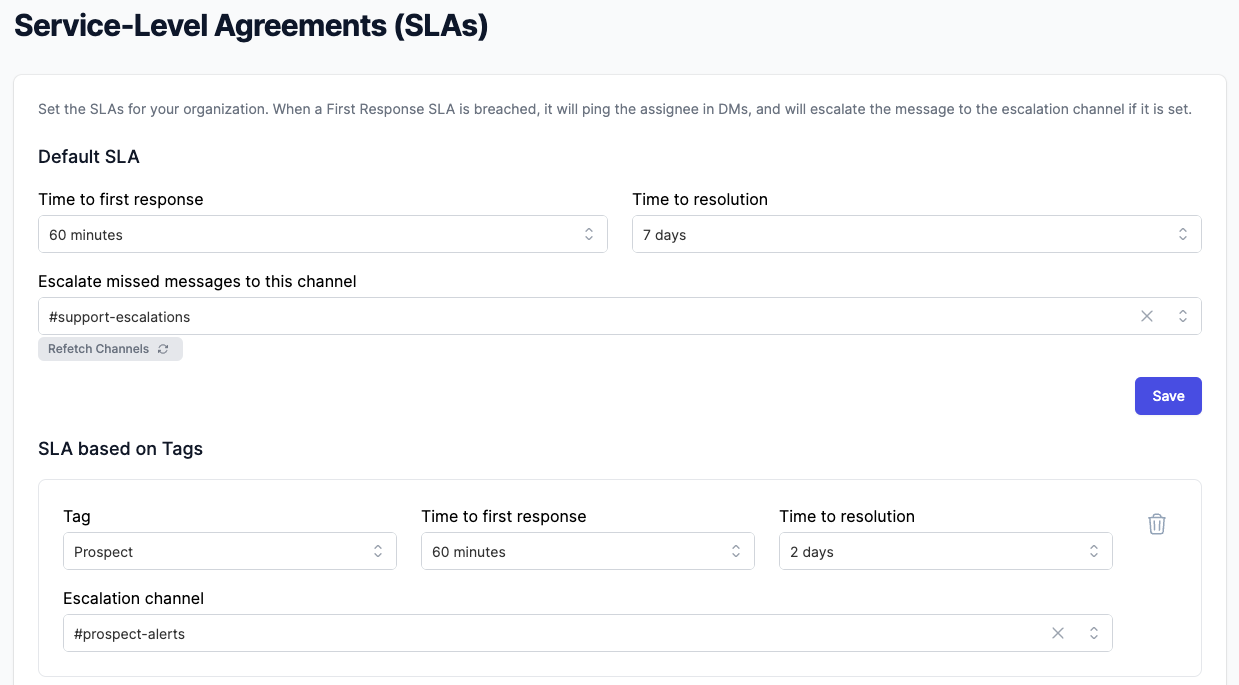 Service-Level Agreements (SLAs)
Set the SLAs for your organization. When a First Response SLA is breached, it will ping the assignee in DMs, and will escalate the message to the escalation channel if it is set.
Default SLA
Time to first response
Time to resolution
60 minutes
7 days
Escalate missed messages to this channel
#support-escalations
Refetch Channels
Save
SLA based on Tags
Tag
Time to first response
Time to resolution
Prospect
60 minutes
2 days
Escalation channel
#prospect-alerts